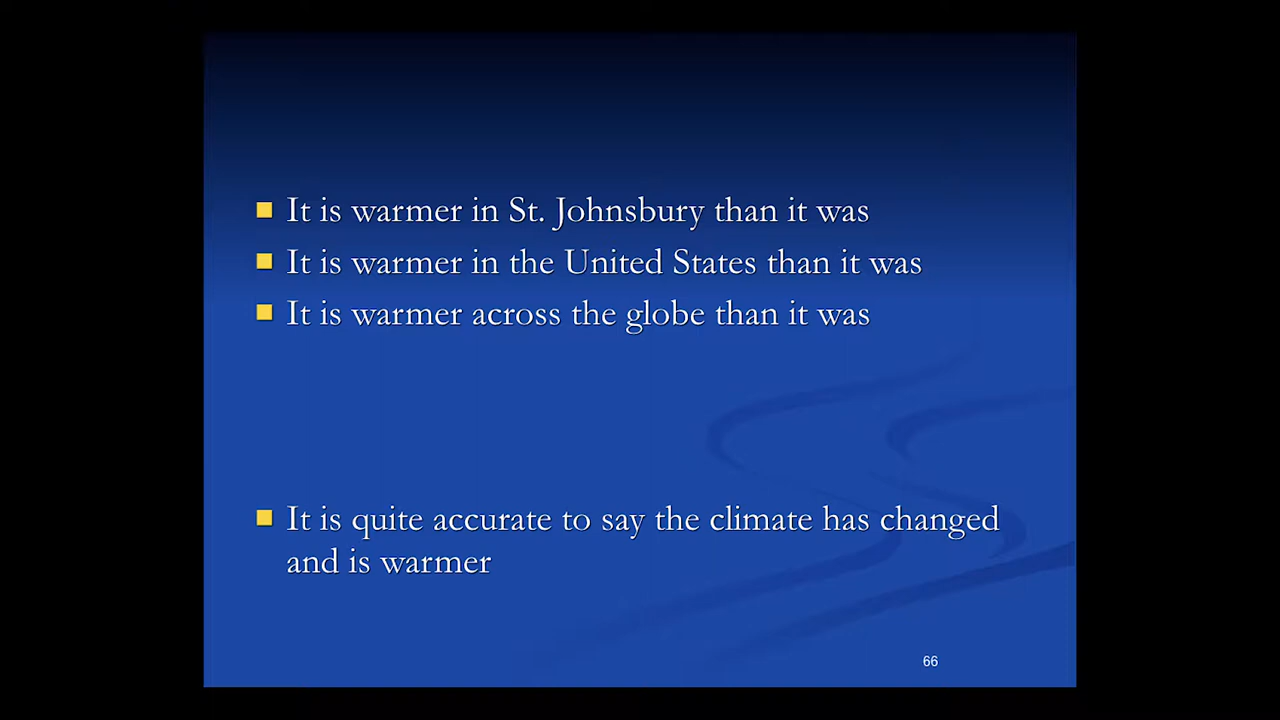 It is warmer in St. Johnsbury than it was
It is warmer in the United States than it was
It is warmer across the globe than it was
It is quite accurate to say the climate has changed
and is warmer
66